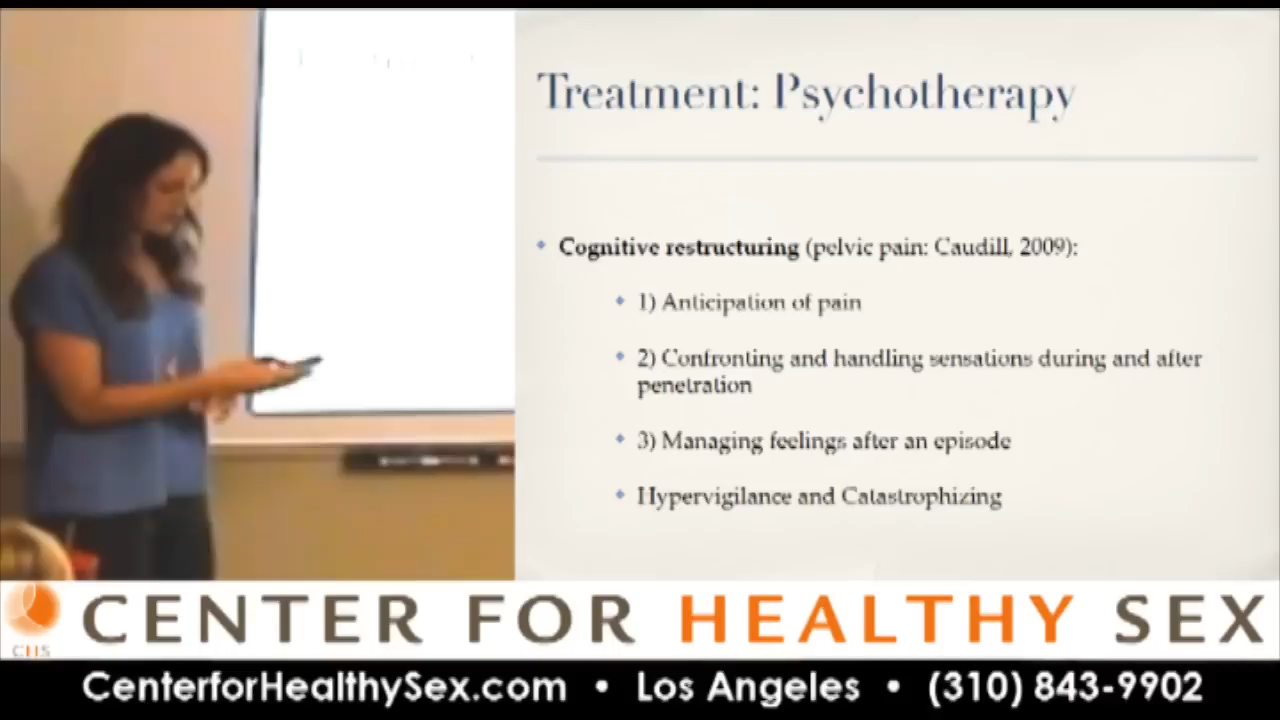 Treatment: Psychotherapy
Cognitive restructuring (pelvic pain: Caudill, 2009):
1) Anticipation of pain
2) Confronting and handling sensations during and after
penetration
3) Managing feelings after an episode
Hypervigilance and Catastrophizing
CENTER FOR HEALTHY SEX
CHS
CenterforHealthySex.com • Los Angeles • (310) 843-9902